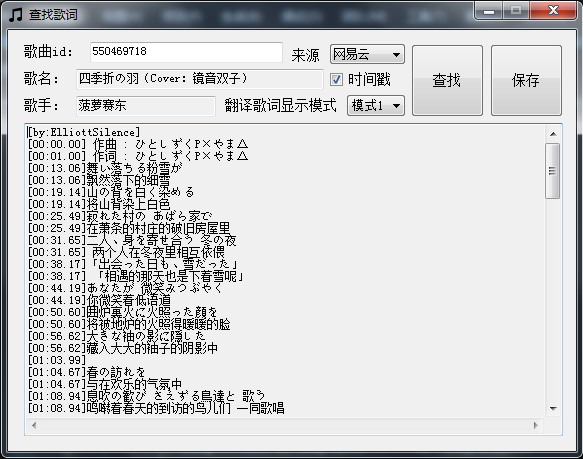 查找歌词
歌曲id: 550469718 来源 网易云 查找 保存
歌名: 四季折の羽（Cover：镜音双子） 时间戳
歌手: 菠萝赛东 翻译歌词显示模式 模式1
[by:ElliottSilence]
[00:00.00] 作曲 : ひとしずくP×やま△
[00:01.00] 作词 : ひとしずくP×やま△
[00:13.06]舞い落ちる粉雪が
[00:13.06]飘然落下的细雪
[00:19.14]山の背を白く染める
[00:19.14]将山背染上白色
[00:25.49]寂れた村の あばら家で
[00:25.49]在萧条的村庄的破旧房屋里
[00:31.65]二人、身を寄せ合う 冬の夜
[00:31.65] 两个人在冬夜里相互依偎
[00:38.17]「出会った日も、雪だった」
[00:38.17] 「相遇的那天也是下着雪呢」
[00:44.19]あなたが 微笑みつぶやく
[00:44.19]你微笑着低语道
[00:50.60]囲炉裏火に火照った顔を
[00:50.60]将被地炉的火照得暖暖的脸
[00:56.62]大きな袖の影に隠した
[00:56.62]藏入大大的袖子的阴影中
[01:03.99]
[01:04.67]春の訪れを
[01:04.67]与在欢乐的气氛中
[01:08.94]息吹の歓び さえずる鳥達と 歌う
[01:08.94]鸣啭着春天的到访的鸟儿们 一同歌唱